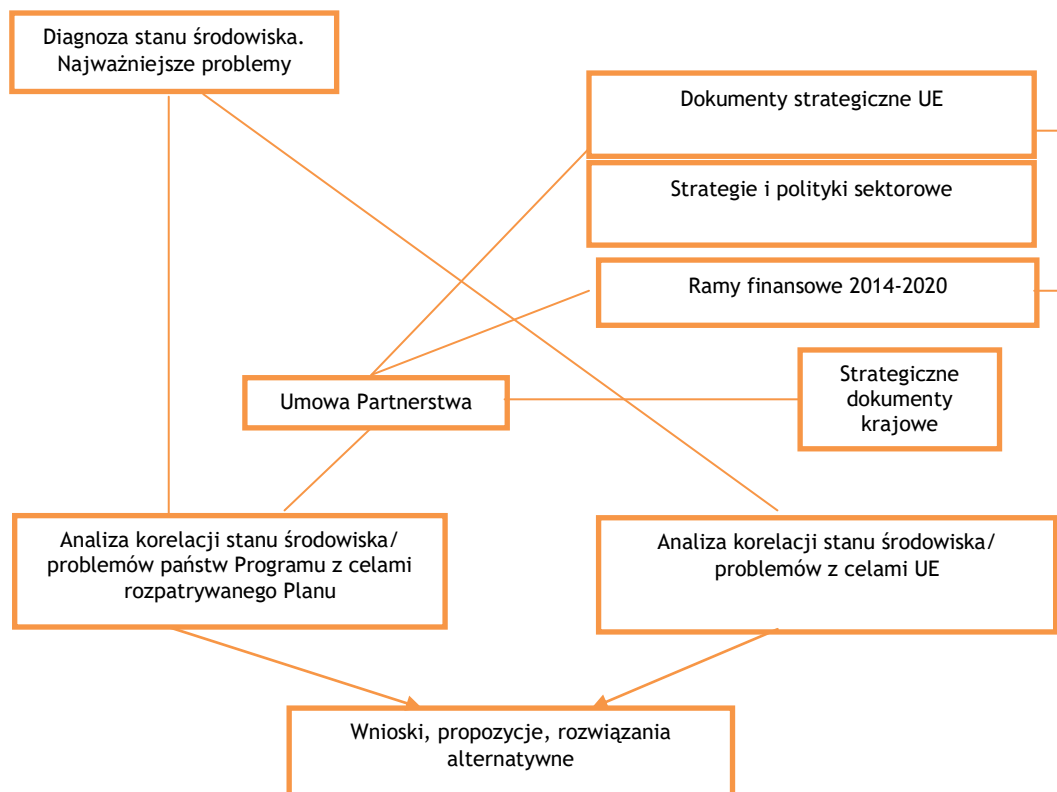 Diagnoza stanu środowiska.
Najważniejsze problemy
Dokumenty strategiczne UE
Strategie i polityki sektorowe
Ramy finansowe 2014-2020
Strategiczne
dokumenty
krajowe
Umowa Partnerstwa
Analiza korelacji stanu środowiska/
problemów państw Programu z celami
rozpatrywanego Planu
Analiza korelacji stanu środowiska/
problemów z celami UE
Wnioski, propozycje, rozwiązania
alternatywne